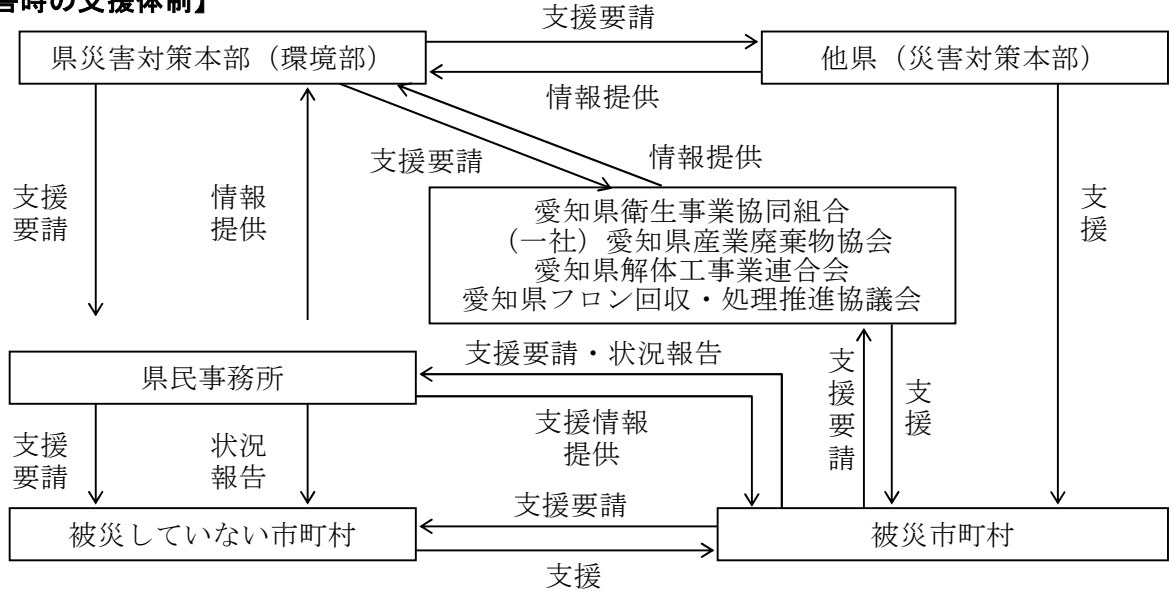 害時の支援体制】
支援要請
県災害対策本部（環境部）
他県（災害対策本部）
情報提供
支援要請
情報提供
支援
要請
情報
提供
支
援
愛知県衛生事業協同組合
（一社）愛知県産業廃棄物協会
愛知県解体工事業連合会
愛知県フロン回収・処理推進協議会
支援要請・状況報告
県民事務所
支
援
要
請
支
援
支援
要請
状況
報告
支援情報
提供
支援要請
被災していない市町村
被災市町村
支援